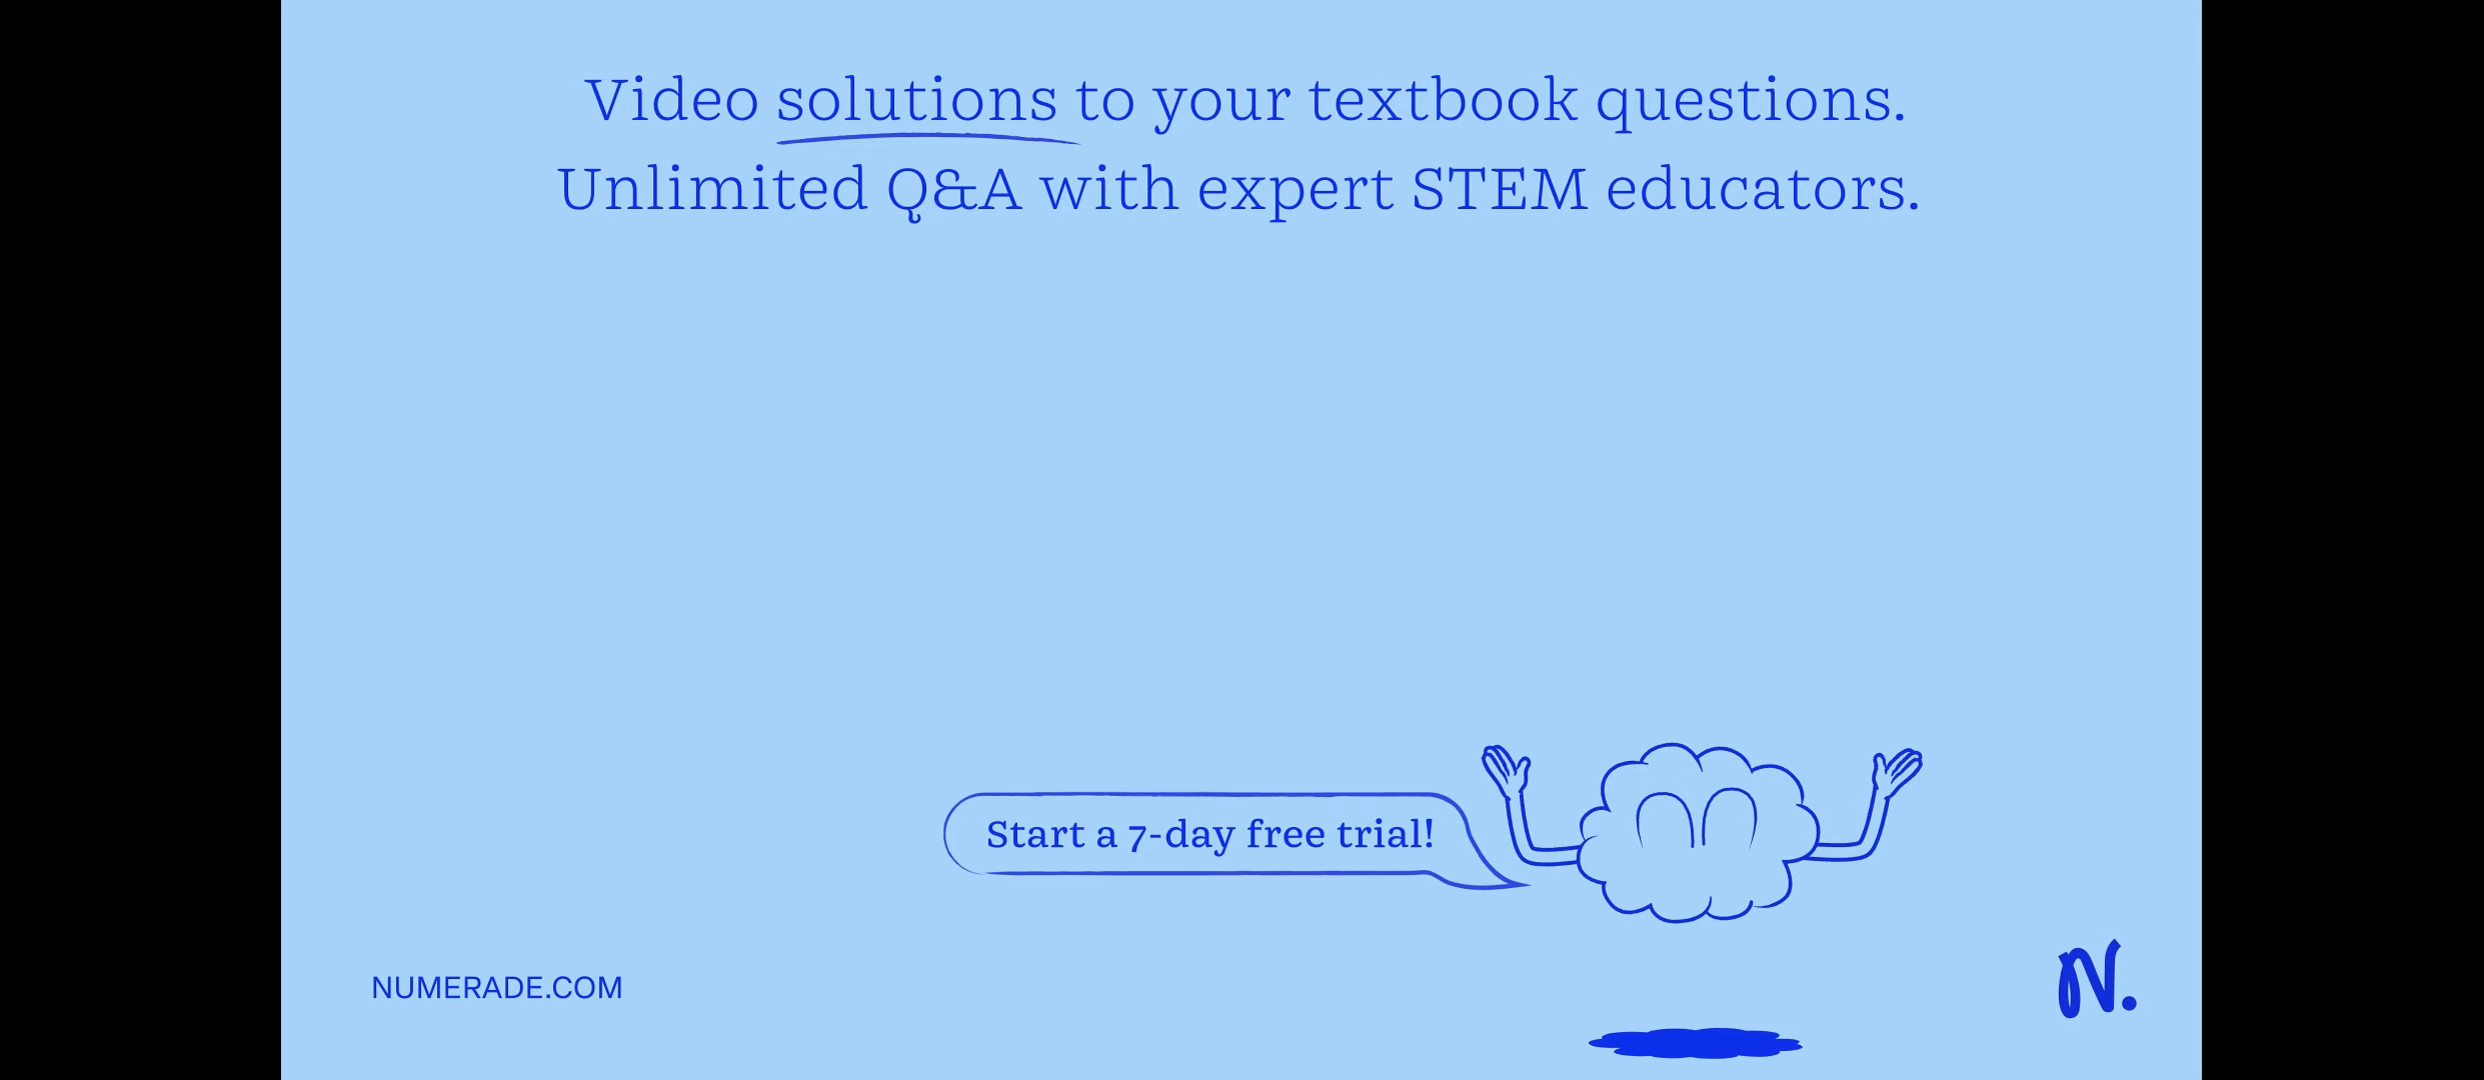 Video solutions to your textbook questions.
Unlimited Q&A with expert STEM educators.
Start a 7-day free trial!
NUMERADE.COM
N.